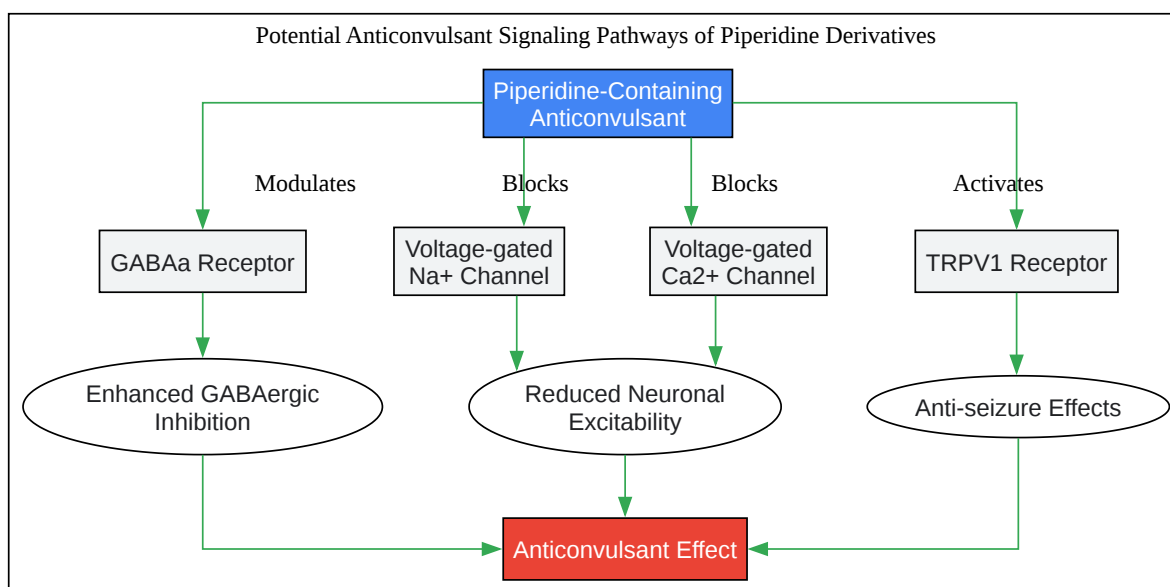 Potential Anticonvulsant Signaling Pathways of Piperidine Derivatives
Piperidine-Containing
Anticonvulsant
Modulates
Blocks
Blocks
Activates
GABAa Receptor
Voltage-gated
Na+ Channel
Voltage-gated
Ca2+ Channel
TRPV1 Receptor
Enhanced GABAergic
Inhibition
Reduced Neuronal
Excitability
Anti-seizure Effects
Anticonvulsant Effect